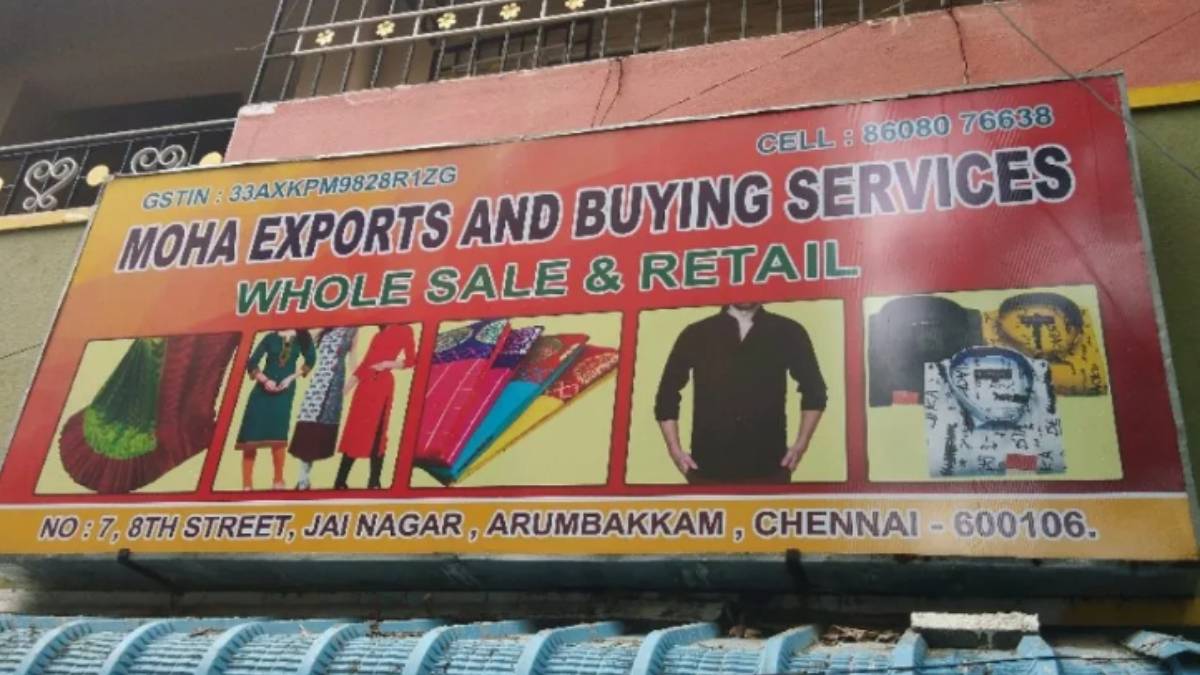 GSTIN : 33AXKPM9828R1ZG
CELL : 86080 76638
MOHA EXPORTS AND BUYING SERVICES
WHOLE SALE & RETAIL
NO : 7, 8TH STREET, JAI NAGAR , ARUMBAKKAM , CHENNAI - 600106.